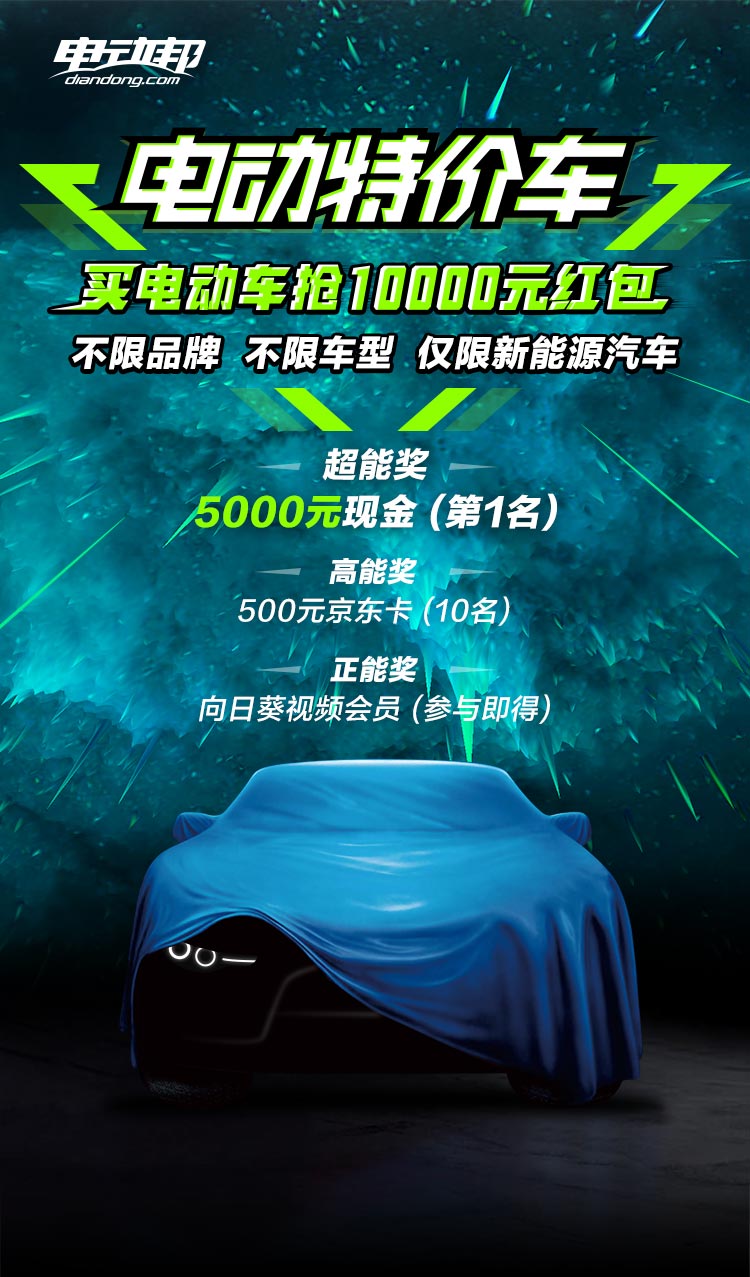 电动邦
diandong.com
电动特价车
买电动车抢10000元红包
不限品牌 不限车型 仅限新能源汽车
超能奖
5000元现金(第1名)
高能奖
500元京东卡(10名)
正能奖
向日葵视频会员(参与即得)